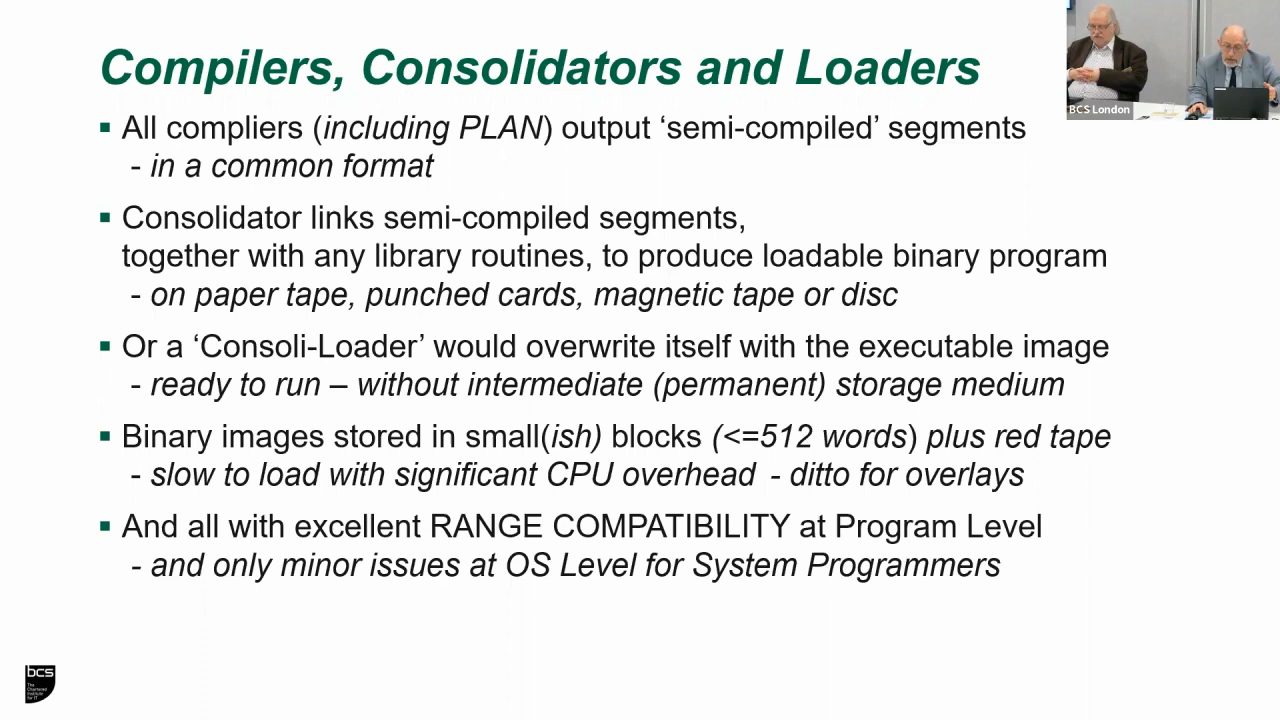 Compilers, Consolidators and Loaders
BCS London
▪ All compliers (including PLAN) output ‘semi-compiled’ segments
- in a common format
▪ Consolidator links semi-compiled segments,
together with any library routines, to produce loadable binary program
- on paper tape, punched cards, magnetic tape or disc
▪ Or a ‘Consoli-Loader’ would overwrite itself with the executable image
- ready to run – without intermediate (permanent) storage medium
▪ Binary images stored in small(ish) blocks (<=512 words) plus red tape
- slow to load with significant CPU overhead - ditto for overlays
▪ And all with excellent RANGE COMPATIBILITY at Program Level
- and only minor issues at OS Level for System Programmers
bcs
The
Chartered
Institute
for IT